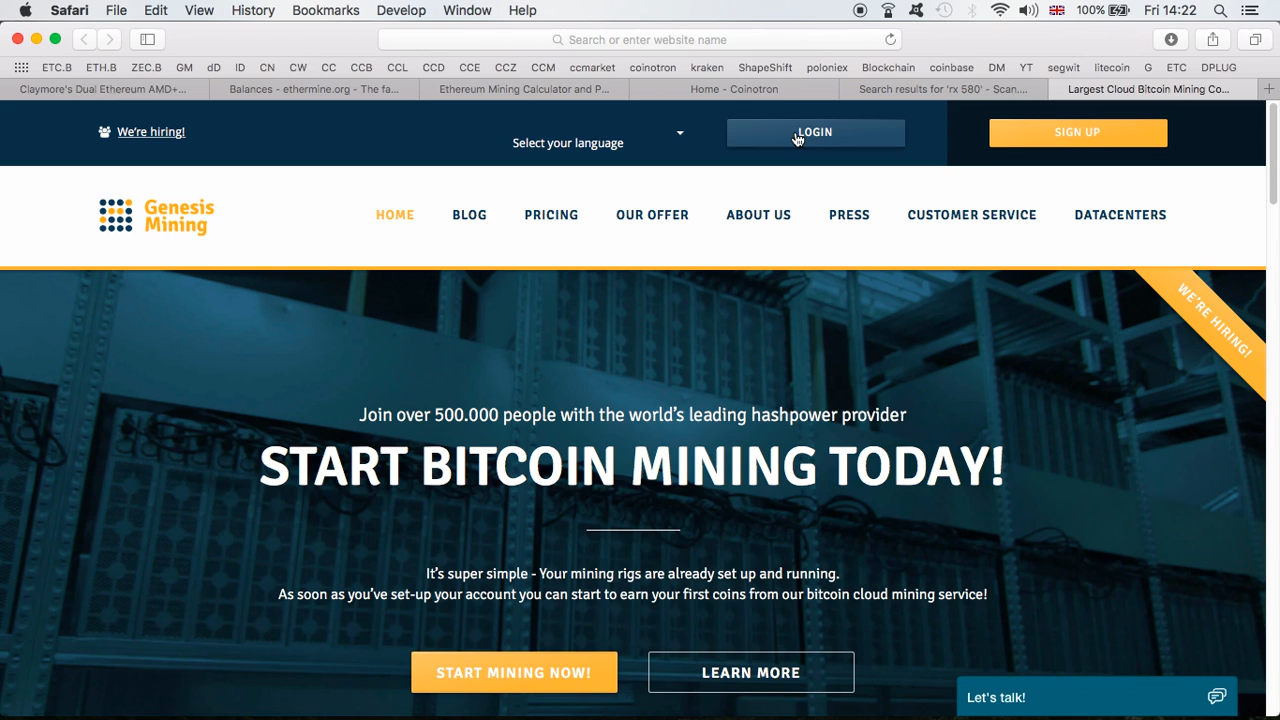 Safari File Edit View History Bookmarks Develop Window Help 100% Fri 14:22
Search or enter website name
ETC.B ETH.B ZEC.B GM dD ID CN CW CC CCB CCL CCD CCE CCZ CCM ccmarket coinotron kraken ShapeShift poloniex Blockchain coinbase DM YT segwit litecoin G ETC DPLUG
Claymore's Dual Ethereum AMD+... Balances - ethermine.org - The fa... Ethereum Mining Calculator and P... Home - Coinotron Search results for 'rx 580' – Scan.... Largest Cloud Bitcoin Mining Co...
We're hiring! Select your language LOGIN SIGN UP
Genesis
Mining
HOME BLOG PRICING OUR OFFER ABOUT US PRESS CUSTOMER SERVICE DATACENTERS
WE'RE HIRING!
Join over 500.000 people with the world's leading hashpower provider
START BITCOIN MINING TODAY!
It's super simple - Your mining rigs are already set up and running.
As soon as you've set-up your account you can start to earn your first coins from our bitcoin cloud mining service!
START MINING NOW! LEARN MORE
Let's talk!